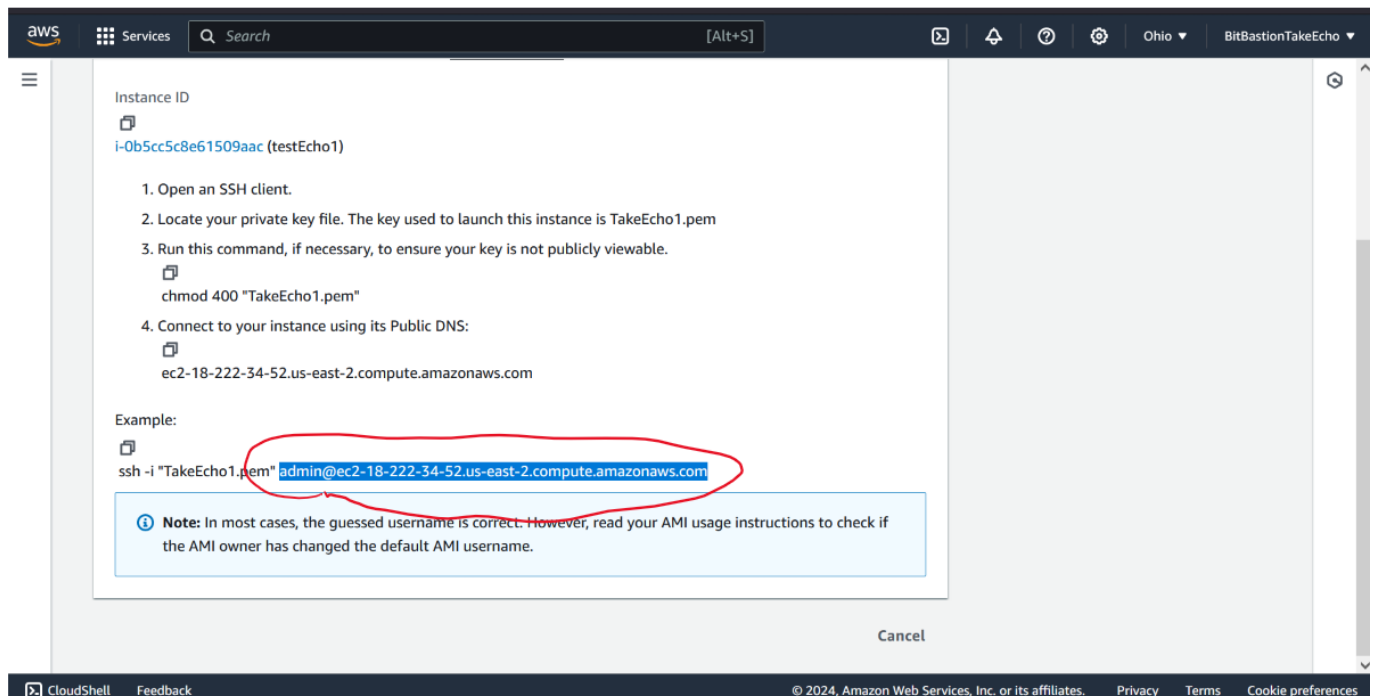 aws Services Search [Alt+S] Ohio BitBastionTakeEcho
Instance ID
i-0b5cc5c8e61509aac (testEcho1)
1. Open an SSH client.
2. Locate your private key file. The key used to launch this instance is TakeEcho1.pem
3. Run this command, if necessary, to ensure your key is not publicly viewable.
chmod 400 "TakeEcho1.pem"
4. Connect to your instance using its Public DNS:
ec2-18-222-34-52.us-east-2.compute.amazonaws.com
Example:
ssh -i "TakeEcho1.pem" admin@ec2-18-222-34-52.us-east-2.compute.amazonaws.com
Note: In most cases, the guessed username is correct. However, read your AMI usage instructions to check if
the AMI owner has changed the default AMI username.
Cancel
CloudShell Feedback © 2024, Amazon Web Services, Inc. or its affiliates. Privacy Terms Cookie preferences